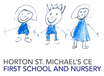 HORTON ST. MICHAEL'S CE
FIRST SCHOOL AND NURSERY